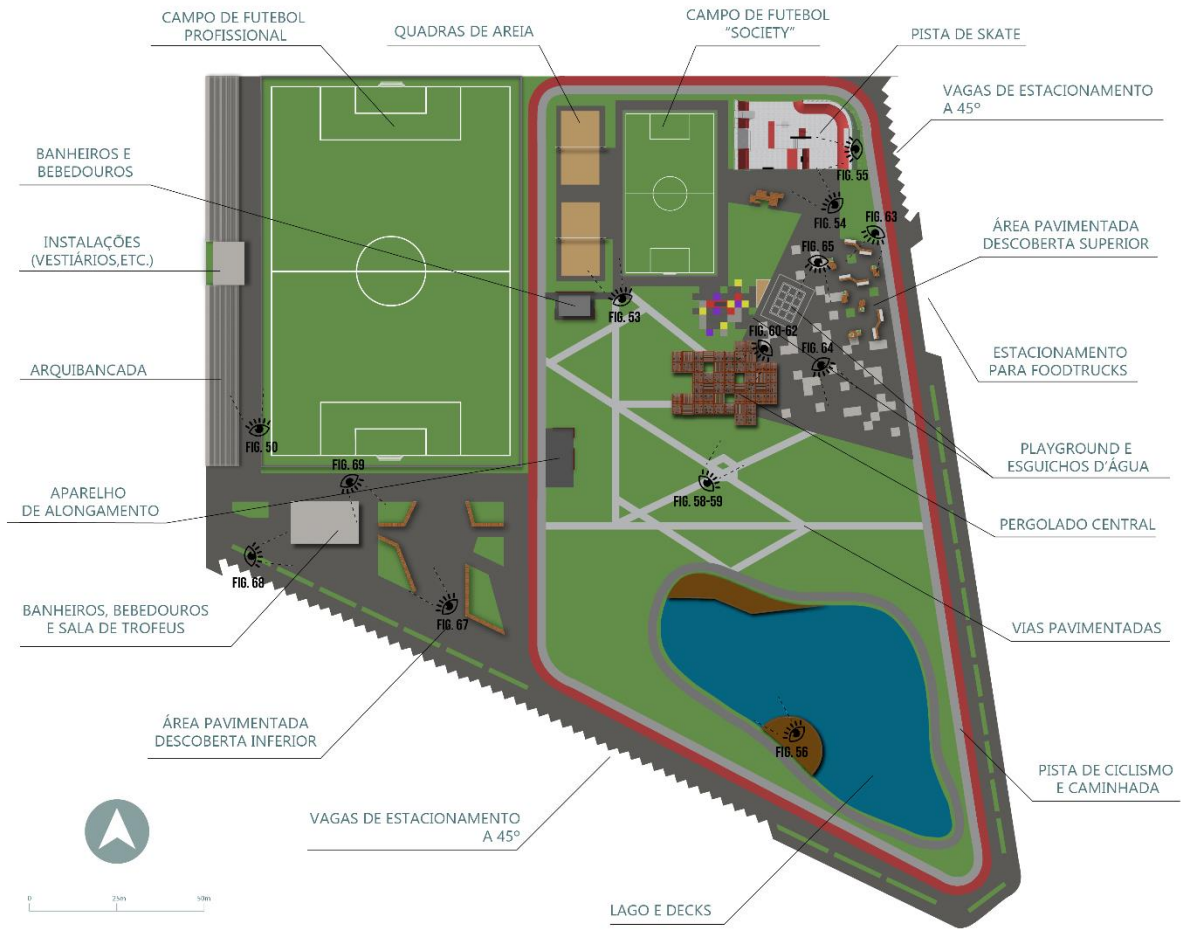 CAMPO DE FUTEBOL
PROFISSIONAL
QUADRAS DE AREIA
CAMPO DE FUTEBOL
"SOCIETY"
PISTA DE SKATE
VAGAS DE ESTACIONAMENTO
A 45º
BANHEIROS E
BEBEDOUROS
FIG. 55
FIG. 54
FIG. 63
ÁREA PAVIMENTADA
DESCOBERTA SUPERIOR
INSTALAÇÕES
(VESTIÁRIOS,ETC.)
FIG. 65
FIG. 53
FIG. 60-62
FIG. 64
ESTACIONAMENTO
PARA FOODTRUCKS
ARQUIBANCADA
FIG. 50
FIG. 69
PLAYGROUND E
ESGUICHOS D'ÁGUA
APARELHO
DE ALONGAMENTO
FIG. 58-59
PERGOLADO CENTRAL
FIG. 68
BANHEIROS, BEBEDOUROS
E SALA DE TROFEUS
FIG. 67
VIAS PAVIMENTADAS
ÁREA PAVIMENTADA
DESCOBERTA INFERIOR
FIG. 56
PISTA DE CICLISMO
E CAMINHADA
VAGAS DE ESTACIONAMENTO
A 45º
0 25m 50m
LAGO E DECKS